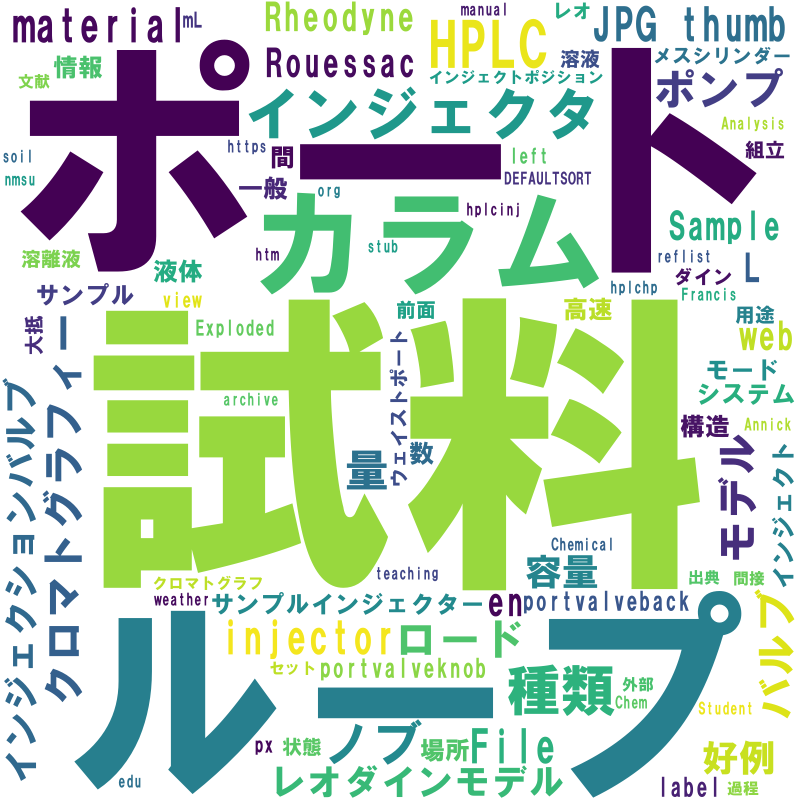 material
mL
Rheodyne
manual
レオ
JPG thumb
情報
文献
Rouessac
HPLC
溶液
メスシリンダー
インジェクトポジション
ポンプ
インジェクタ
Analysis
ポート
soil
nmsu
https
間
left
組立
一般
org
DEFAULTSORT
カラム
hplcinj
Sample
溶離液
液体
htm
stub
reflist
ダイン
L
サンプル
view
hplchp
Francis
大抵
Exploded
前面
高速
用途
web
試料
archive
ウェイストポート
モード
システム
構造
Annick
量
数
モデル
インジェクト
インジェクションバルブ
クロマトグラフィー
Chemical
クロマトグラフ
teaching
容量
出典
間接
weather
サンプルインジェクター
en
portvalveback
ループ
injector
ロード
バルブ
セット
portvalveknob
種類
外部
Chem
Student
px
状態
ノブ
場所
File
好例
edu
レオダインモデル
label
過程